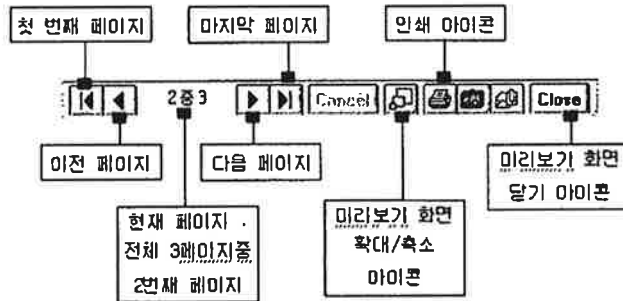 첫 번째 페이지
마지막 페이지
인쇄 아이콘
2중3
Cancel
Close
이전 페이지
다음 페이지
미리보기 화면
닫기 아이콘
현재 페이지 .
전체 3페이지중
2번째 페이지
미리보기 화면
확대/축소
아이콘